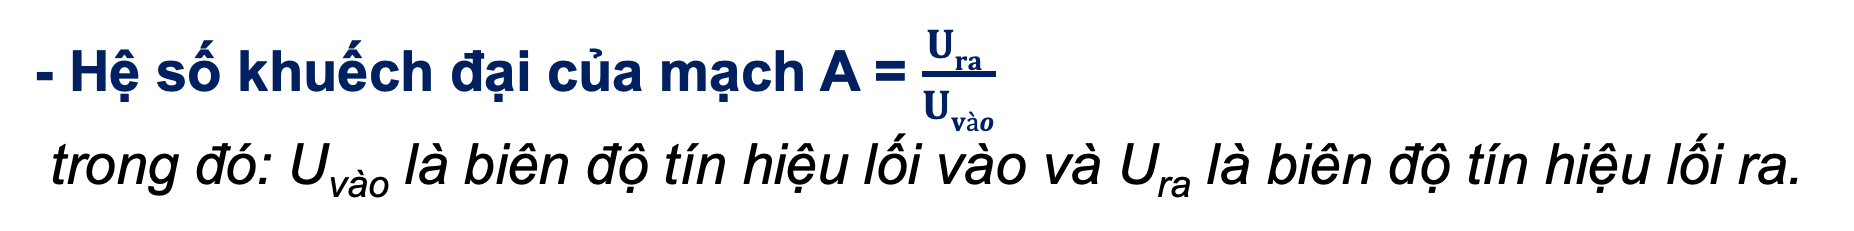 - Hệ số khuếch đại của mạch A = U_ra / U_vào
trong đó: U_vào là biên độ tín hiệu lối vào và U_ra là biên độ tín hiệu lối ra.